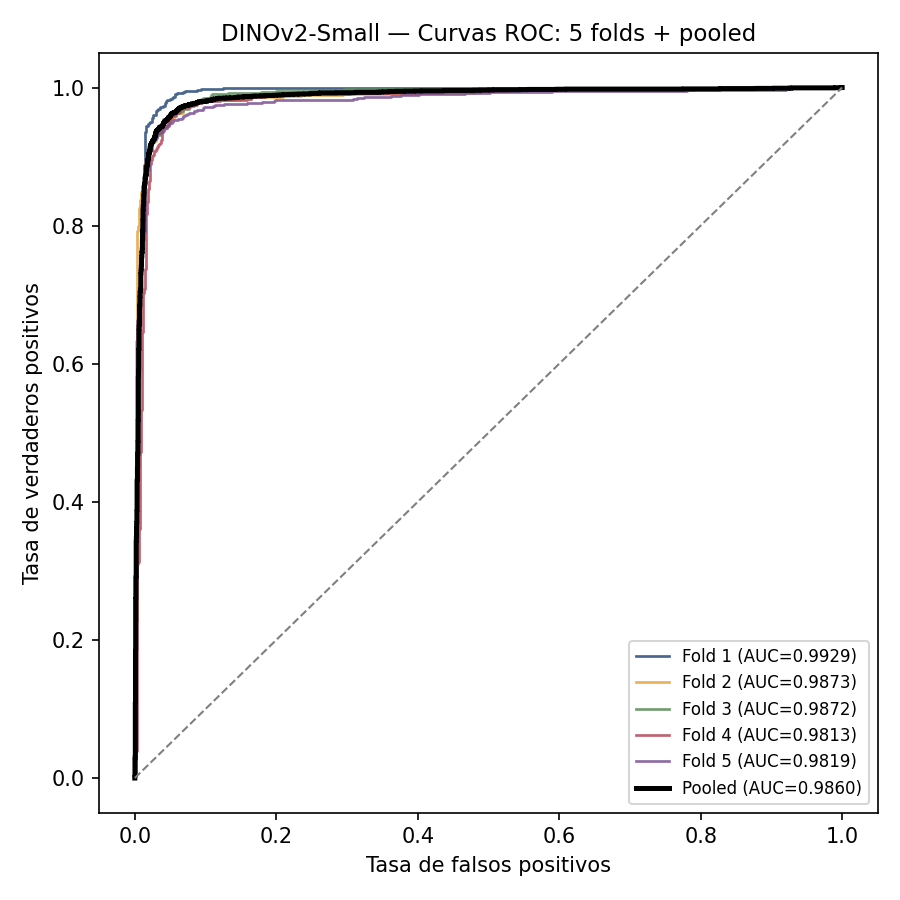 DINOv2-Small — Curvas ROC: 5 folds + pooled
1.0
0.8
0.6
0.4
0.2
0.0
Tasa de verdaderos positivos
Fold 1 (AUC=0.9929)
Fold 2 (AUC=0.9873)
Fold 3 (AUC=0.9872)
Fold 4 (AUC=0.9813)
Fold 5 (AUC=0.9819)
Pooled (AUC=0.9860)
0.0 0.2 0.4 0.6 0.8 1.0
Tasa de falsos positivos